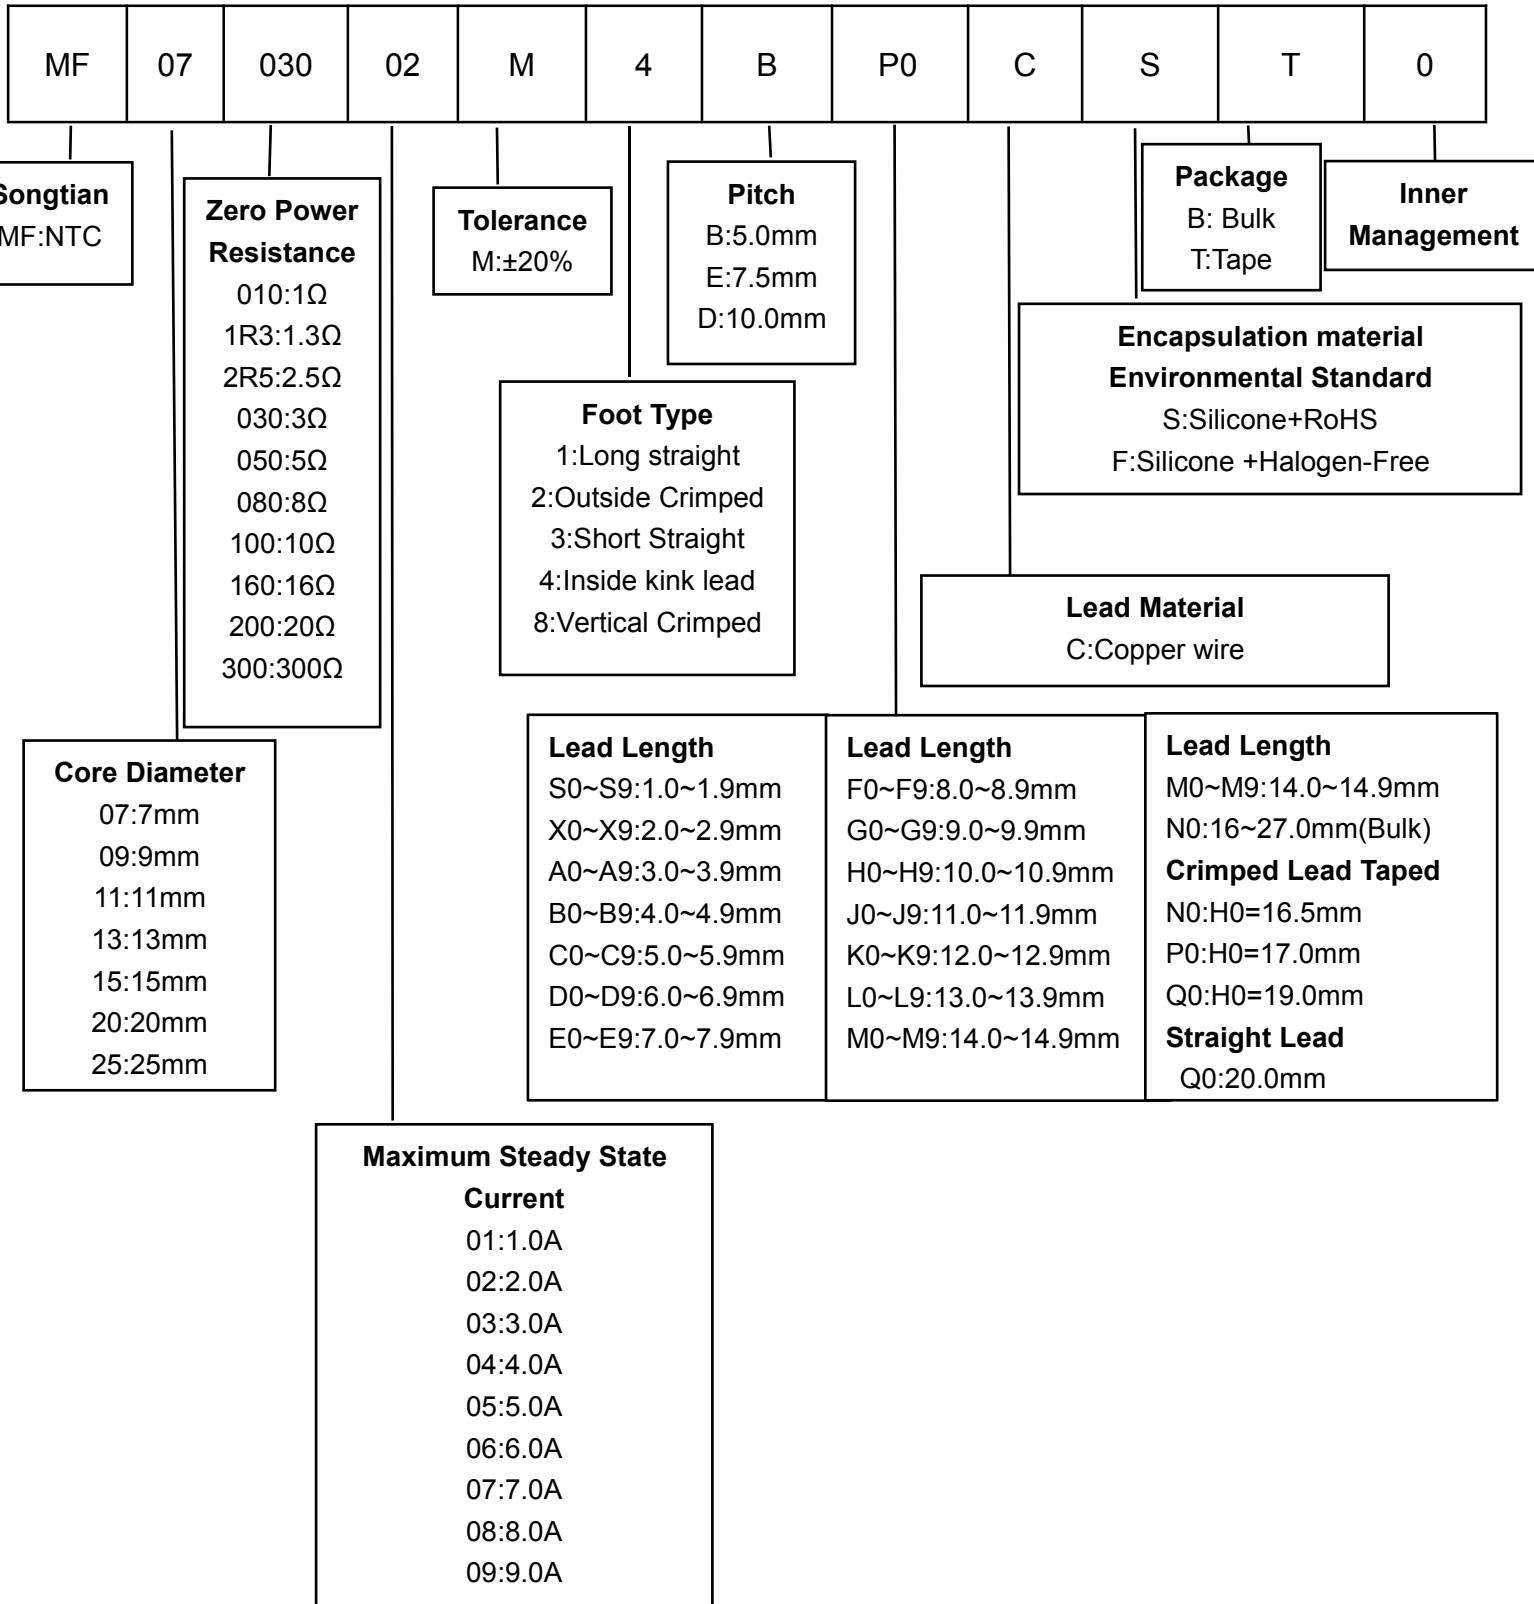 MF 07 030 02 M 4 B P0 C S T 0
Songtian
MF:NTC
Zero Power
Resistance
010:1Ω
1R3:1.3Ω
2R5:2.5Ω
030:3Ω
050:5Ω
080:8Ω
100:10Ω
160:16Ω
200:20Ω
300:300Ω
Tolerance
M:±20%
Pitch
B:5.0mm
E:7.5mm
D:10.0mm
Package
B: Bulk
T:Tape
Inner
Management
Encapsulation material
Environmental Standard
S:Silicone+RoHS
F:Silicone +Halogen-Free
Foot Type
1:Long straight
2:Outside Crimped
3:Short Straight
4:Inside kink lead
8:Vertical Crimped
Lead Material
C:Copper wire
Core Diameter
07:7mm
09:9mm
11:11mm
13:13mm
15:15mm
20:20mm
25:25mm
Lead Length
S0~S9:1.0~1.9mm
X0~X9:2.0~2.9mm
A0~A9:3.0~3.9mm
B0~B9:4.0~4.9mm
C0~C9:5.0~5.9mm
D0~D9:6.0~6.9mm
E0~E9:7.0~7.9mm
Lead Length
F0~F9:8.0~8.9mm
G0~G9:9.0~9.9mm
H0~H9:10.0~10.9mm
J0~J9:11.0~11.9mm
K0~K9:12.0~12.9mm
L0~L9:13.0~13.9mm
M0~M9:14.0~14.9mm
Lead Length
M0~M9:14.0~14.9mm
N0:16~27.0mm(Bulk)
Crimped Lead Taped
N0:H0=16.5mm
P0:H0=17.0mm
Q0:H0=19.0mm
Straight Lead
Q0:20.0mm
Maximum Steady State
Current
01:1.0A
02:2.0A
03:3.0A
04:4.0A
05:5.0A
06:6.0A
07:7.0A
08:8.0A
09:9.0A